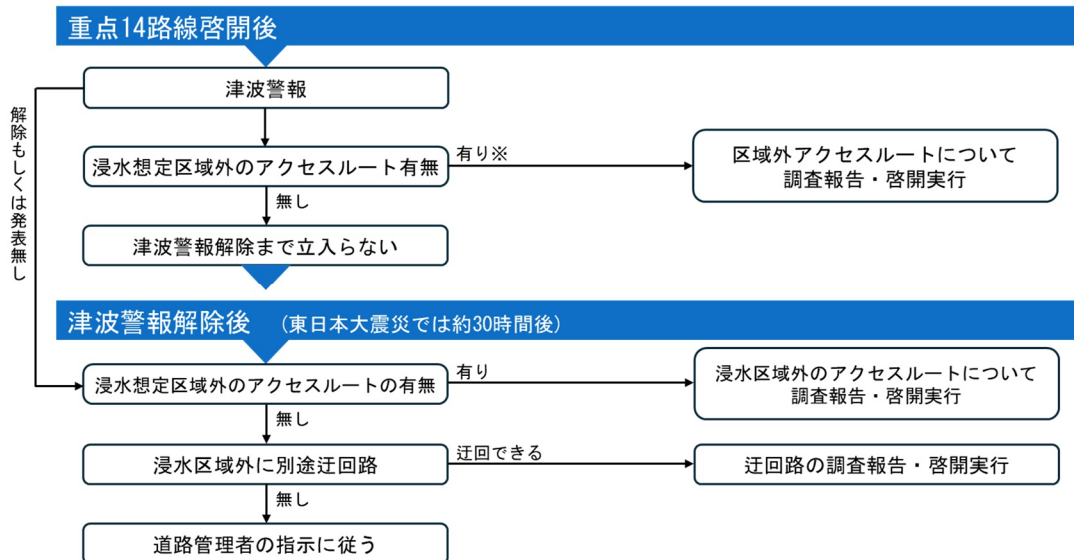 重点14路線啓開後
津波警報
解除もしくは発表無し
浸水想定区域外のアクセスルート有無
有り※
区域外アクセスルートについて
調査報告・啓開実行
無し
津波警報解除まで立入らない
津波警報解除後 (東日本大震災では約30時間後)
浸水想定区域外のアクセスルートの有無
有り
浸水区域外のアクセスルートについて
調査報告・啓開実行
無し
浸水区域外に別途迂回路
迂回できる
迂回路の調査報告・啓開実行
無し
道路管理者の指示に従う